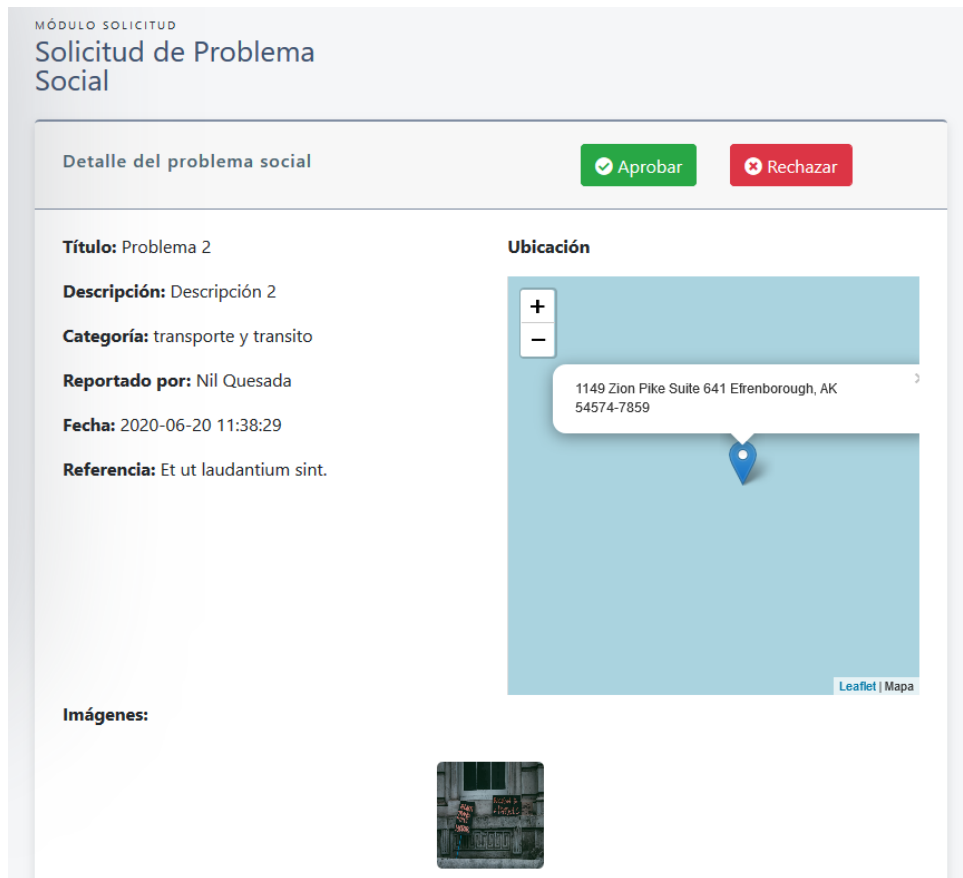 MÓDULO SOLICITUD
Solicitud de Problema
Social
Detalle del problema social
Aprobar
Rechazar
Título: Problema 2
Descripción: Descripción 2
Categoría: transporte y transito
Reportado por: Nil Quesada
Fecha: 2020-06-20 11:38:29
Referencia: Et ut laudantium sint.
Ubicación
+
−
1149 Zion Pike Suite 641 Efrenborough, AK
54574-7859
×
Leaflet | Mapa
Imágenes: